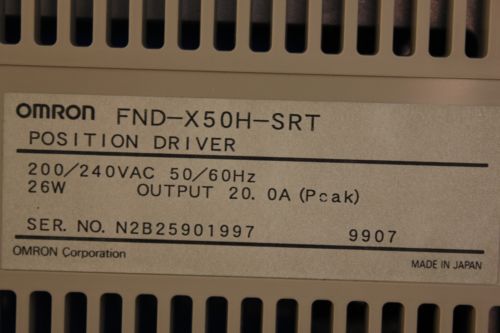 OMRON FND-X50H-SRT
POSITION DRIVER
200/240VAC 50/60Hz
26W OUTPUT 20.0A(Peak)
SER. NO. N2B25901997 9907
OMRON Corporation MADE IN JAPAN